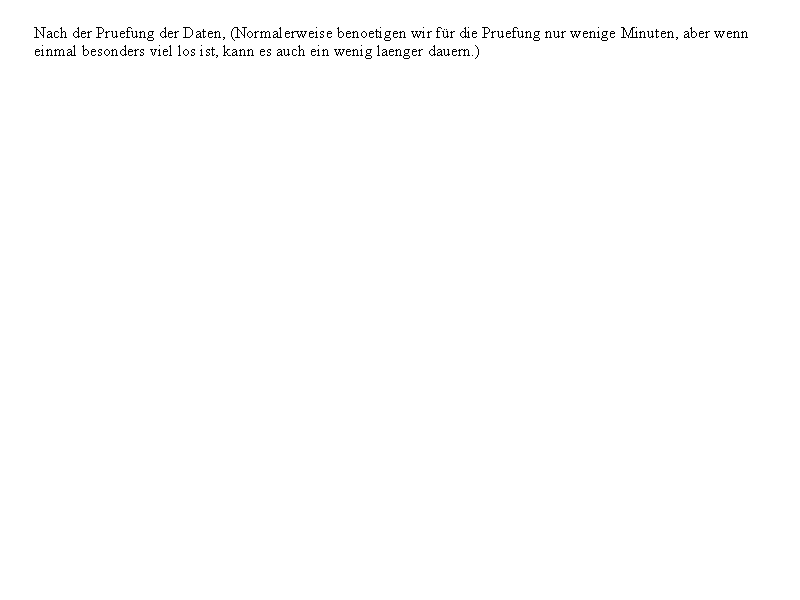 Nach der Pruefung der Daten, (Normalerweise benoetigen wir für die Pruefung nur wenige Minuten, aber wenn
einmal besonders viel los ist, kann es auch ein wenig laenger dauern.)